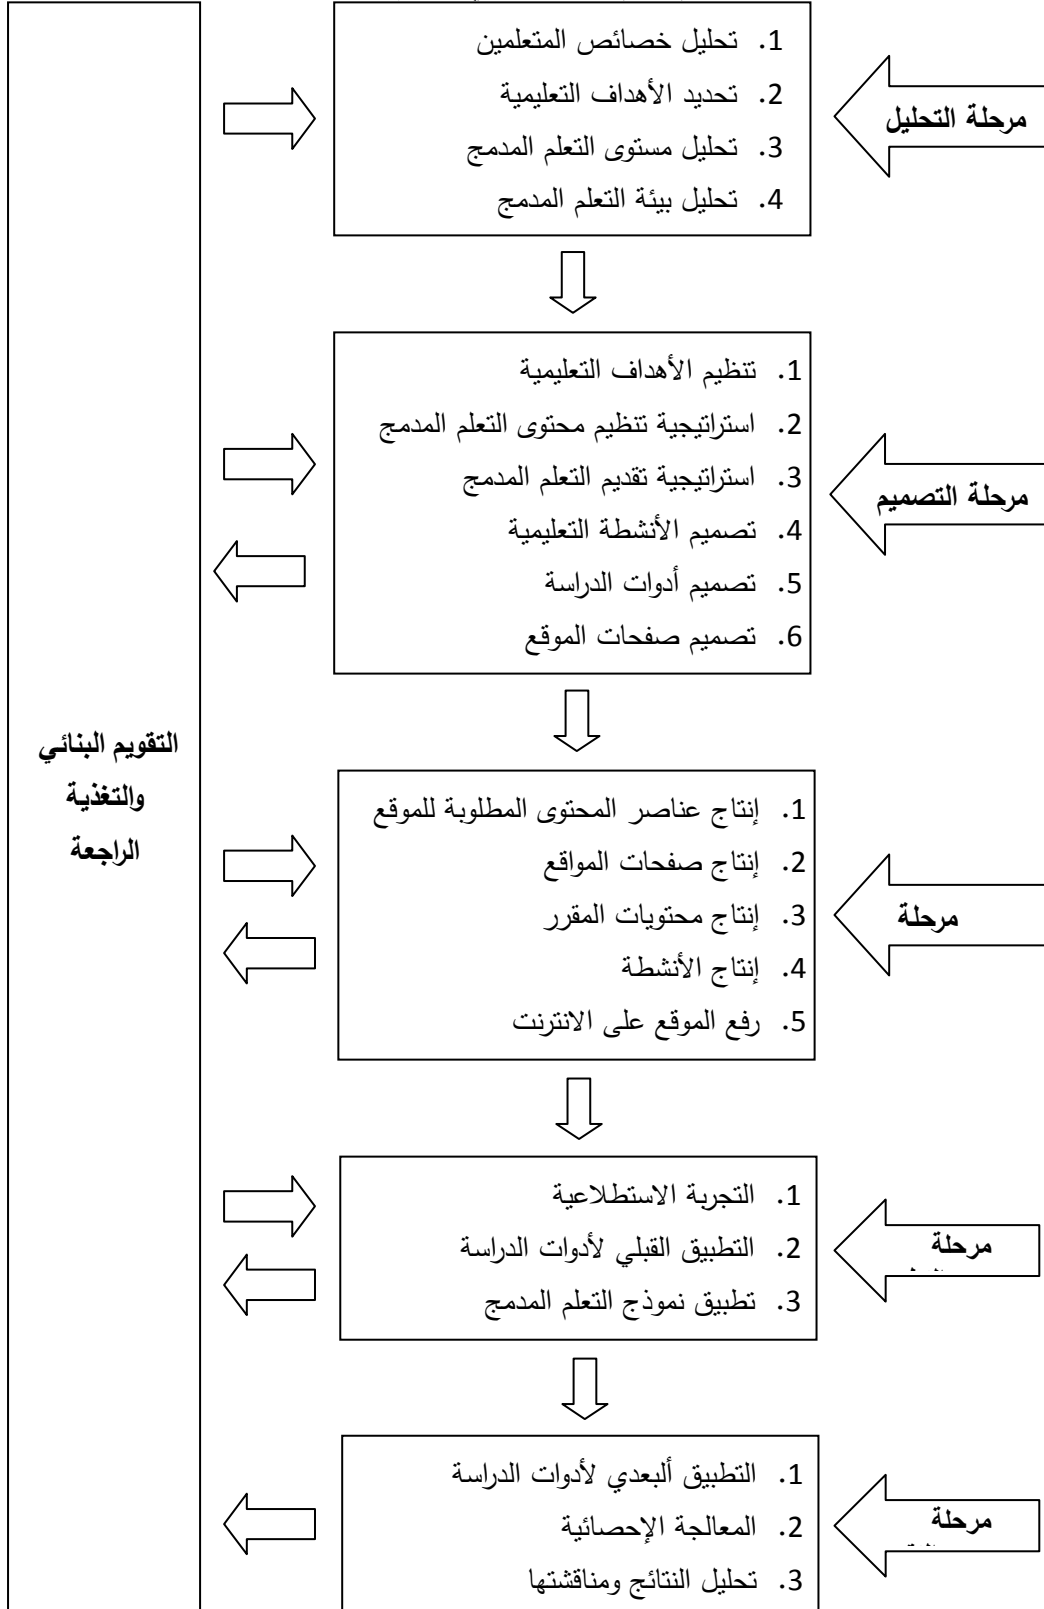 مرحلة التحليل
1. تحليل خصائص المتعلمين
2. تحديد الأهداف التعليمية
3. تحليل مستوى التعلم المدمج
4. تحليل بيئة التعلم المدمج
مرحلة التصميم
1. تنظيم الأهداف التعليمية
2. استراتيجية تنظيم محتوى التعلم المدمج
3. استراتيجية تقديم التعلم المدمج
4. تصميم الأنشطة التعليمية
5. تصميم أدوات الدراسة
6. تصميم صفحات الموقع
مرحلة
1. إنتاج عناصر المحتوى المطلوبة للموقع
2. إنتاج صفحات المواقع
3. إنتاج محتويات المقرر
4. إنتاج الأنشطة
5. رفع الموقع على الانترنت
مرحلة
1. التجربة الاستطلاعية
2. التطبيق القبلي لأدوات الدراسة
3. تطبيق نموذج التعلم المدمج
مرحلة
1. التطبيق ألبعدي لأدوات الدراسة
2. المعالجة الإحصائية
3. تحليل النتائج ومناقشتها
التقويم البنائي
والتغذية
الراجعة